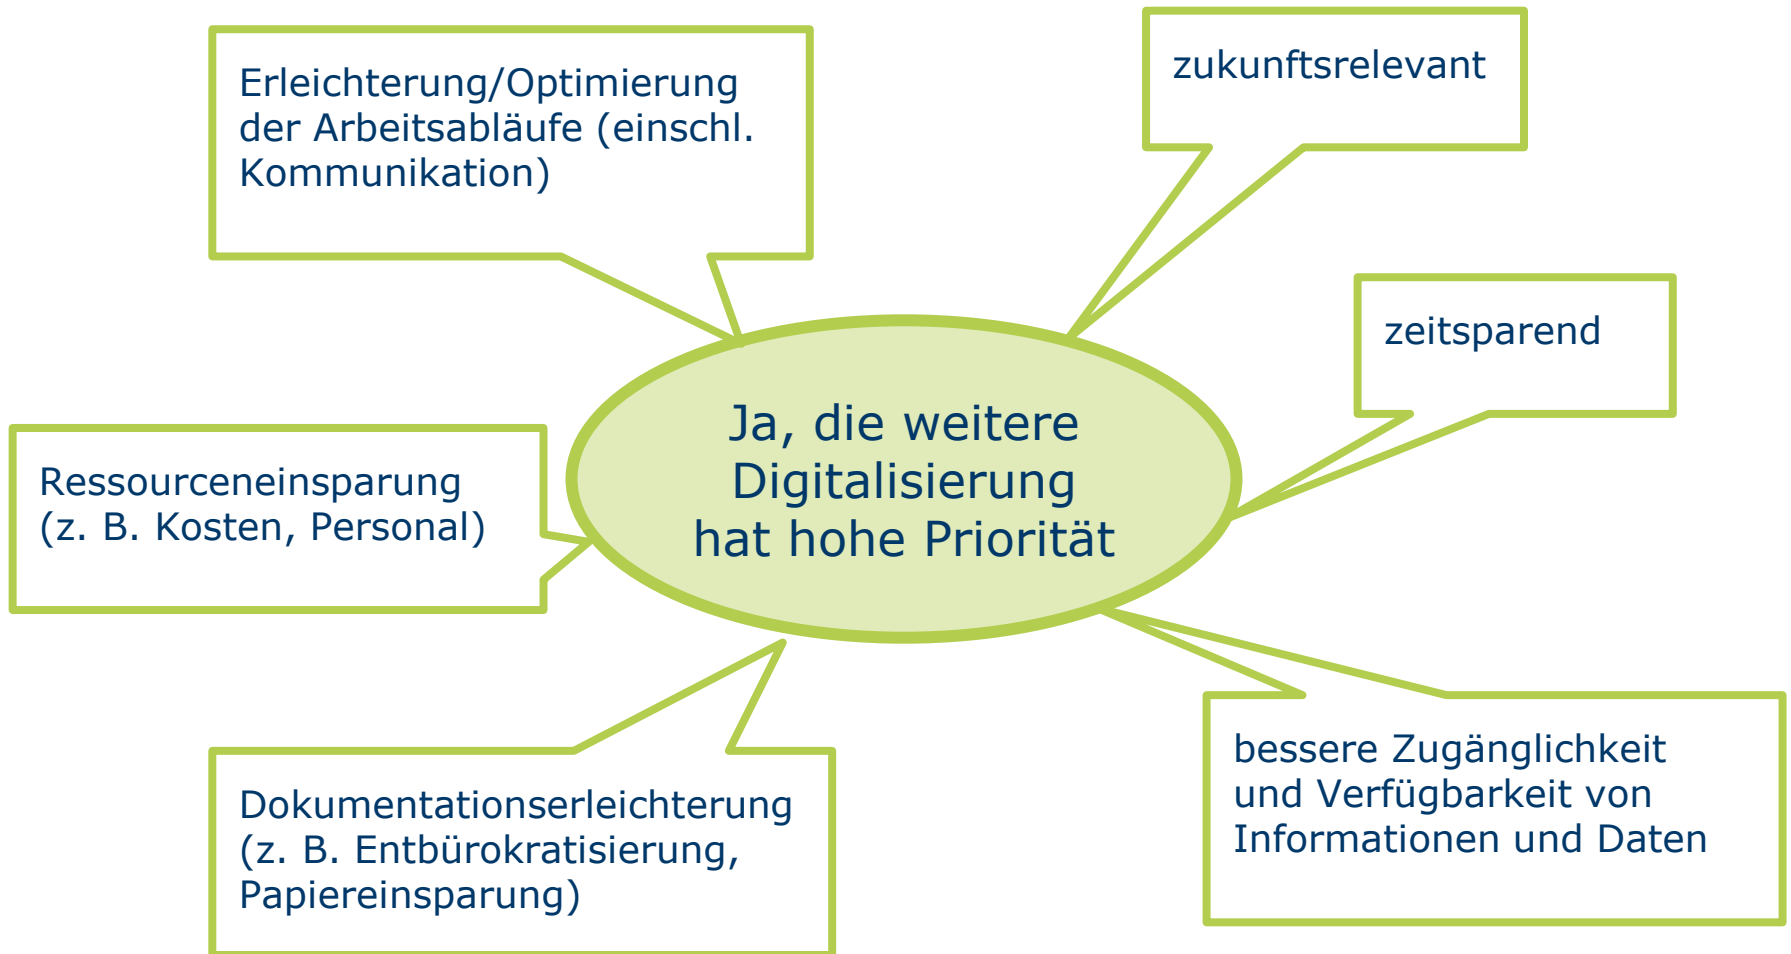 Erleichterung/Optimierung
der Arbeitsabläufe (einschl.
Kommunikation)
zukunftsrelevant
zeitsparend
Ja, die weitere
Digitalisierung
hat hohe Priorität
Ressourceneinsparung
(z. B. Kosten, Personal)
Dokumentationserleichterung
(z. B. Entbürokratisierung,
Papiereinsparung)
bessere Zugänglichkeit
und Verfügbarkeit von
Informationen und Daten